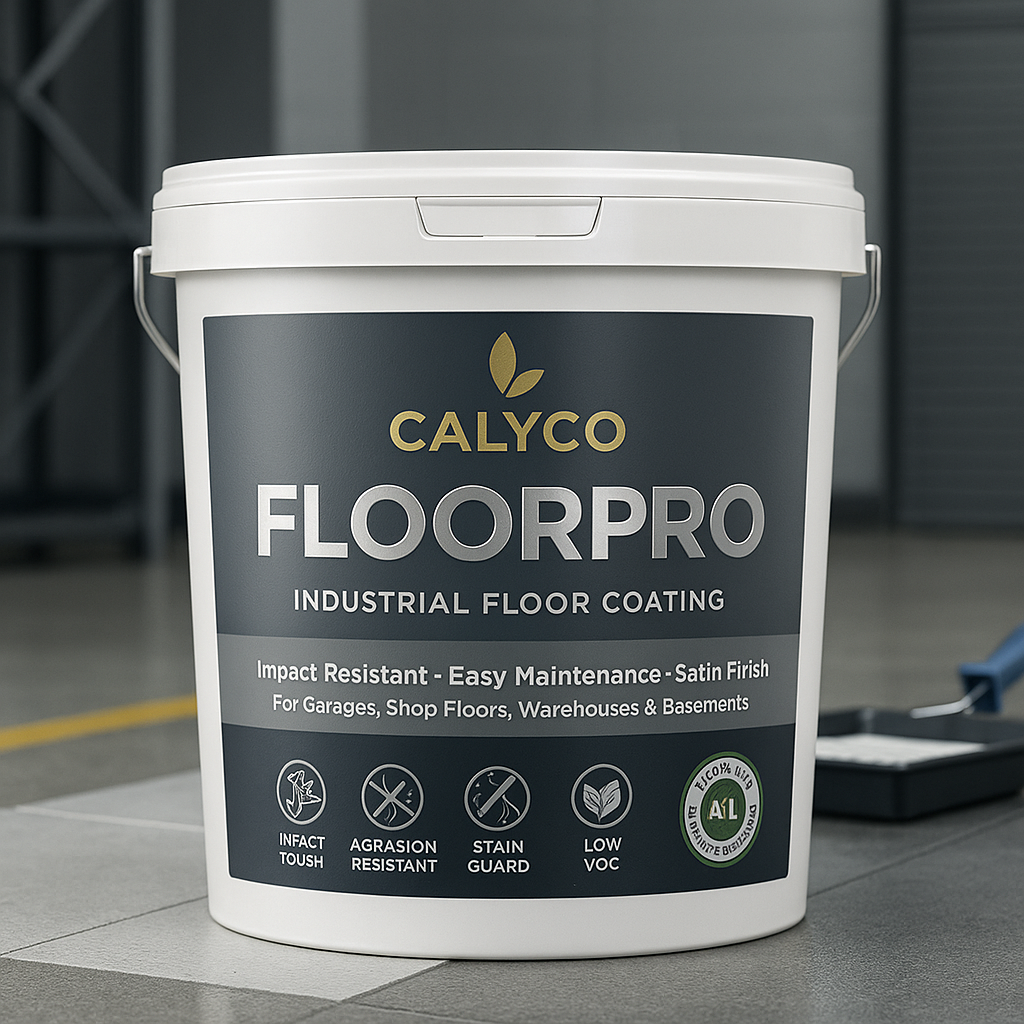 CALYCO
FLOORPRO
INDUSTRIAL FLOOR COATING
Impact Resistant - Easy Maintenance - Satin Firish
For Garages, Shop Floors, Warehouses & Basements
INFACT
TOUSH
AGRASION
RESISTANT
STAIN
GUARD
LOW
VOC